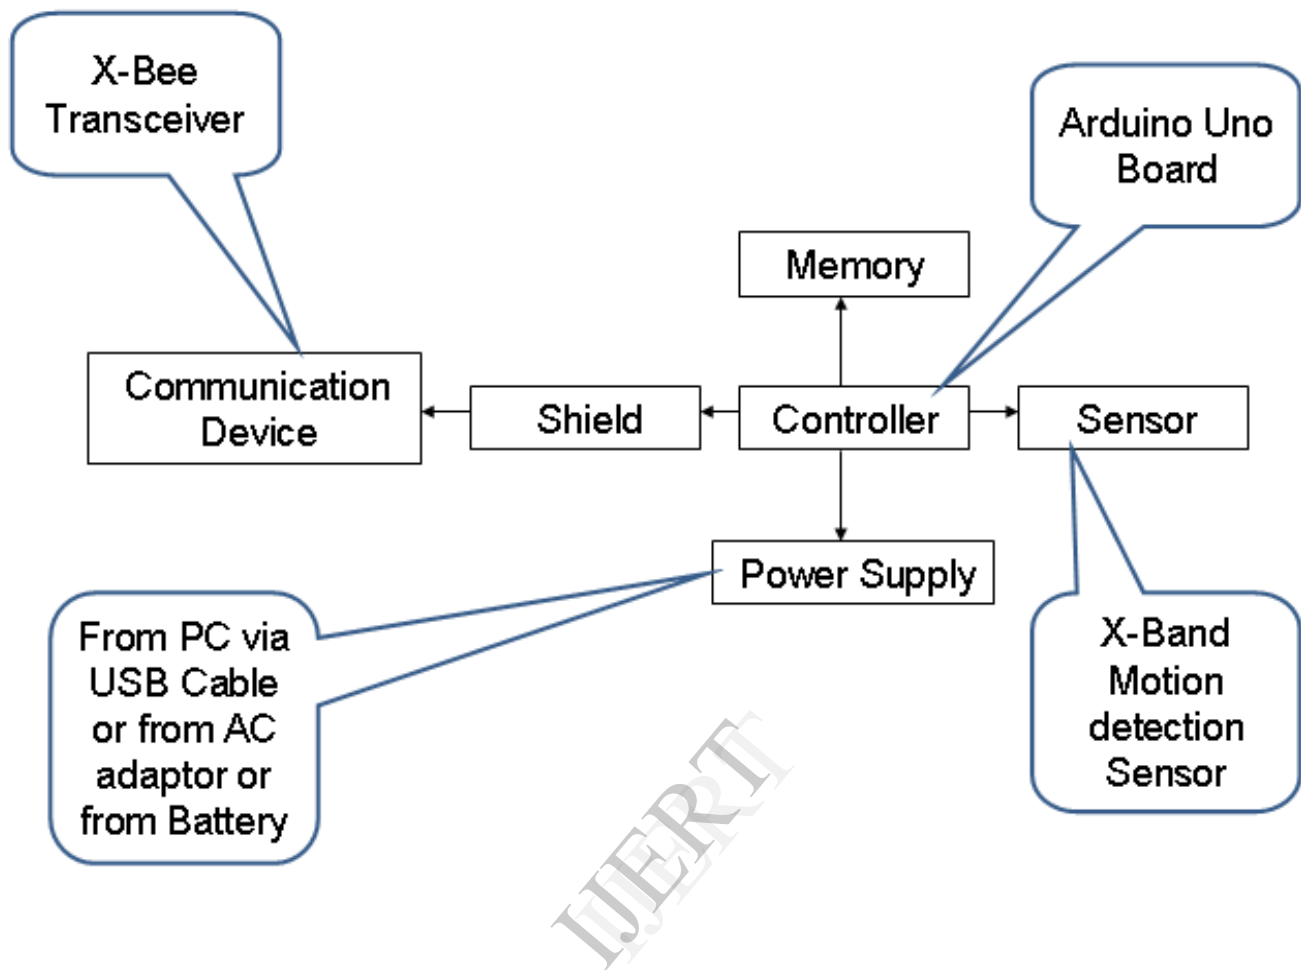 X-Bee
Transceiver
Arduino Uno
Board
Memory
Communication
Device
Shield
Controller
Sensor
Power Supply
From PC via
USB Cable
or from AC
adaptor or
from Battery
X-Band
Motion
detection
Sensor
IJERT